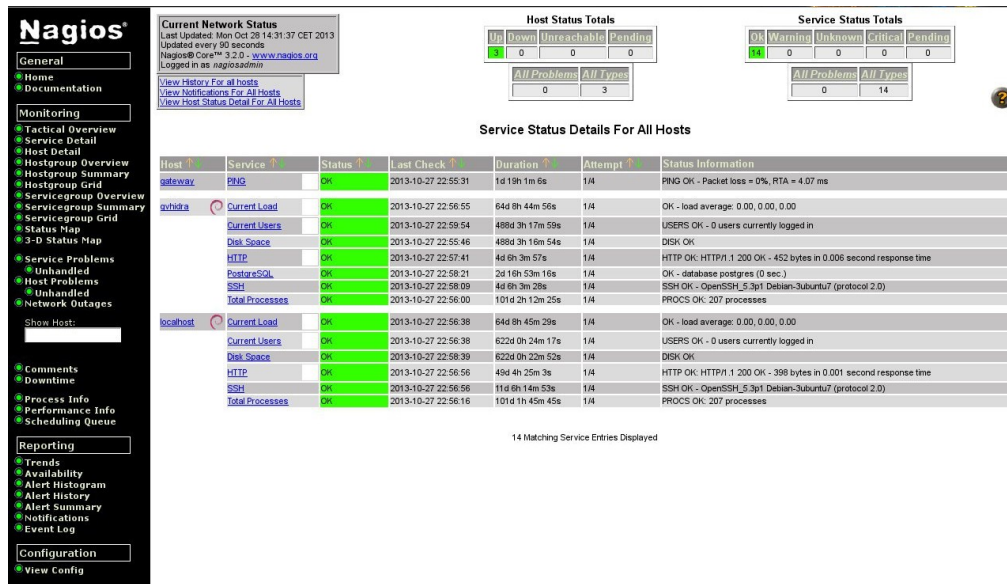 Nagios®
General
Home
Documentation
Monitoring
Tactical Overview
Service Detail
Host Detail
Hostgroup Overview
Hostgroup Summary
Hostgroup Grid
Servicegroup Overview
Servicegroup Summary
Servicegroup Grid
Status Map
3-D Status Map
Service Problems
Unhandled
Host Problems
Unhandled
Network Outages
Show Host:
Comments
Downtime
Process Info
Performance Info
Scheduling Queue
Reporting
Trends
Availability
Alert Histogram
Alert History
Alert Summary
Notifications
Event Log
Configuration
View Config
Current Network Status
Last Updated: Mon Oct 28 14:31:37 CET 2013
Updated every 90 seconds
Nagios® Core™ 3.2.0 - www.nagios.org
Logged in as nagiosadmin
View History For all hosts
View Notifications For All Hosts
View Host Status Detail For All Hosts
Host Status Totals
Up Down Unreachable Pending
3 0 0 0
All Problems All Types
0 3
Service Status Totals
Ok Warning Unknown Critical Pending
14 0 0 0 0
All Problems All Types
0 14
?
Service Status Details For All Hosts
Host Service Status Last Check Duration Attempt Status Information
gateway PING OK 2013-10-27 22:55:31 1d 19h 1m 6s 1/4 PING OK - Packet loss = 0%, RTA = 4.07 ms
gvhidra Current Load OK 2013-10-27 22:56:55 64d 8h 44m 56s 1/4 OK - load average: 0.00, 0.00, 0.00
Current Users OK 2013-10-27 22:59:54 488d 3h 17m 59s 1/4 USERS OK - 0 users currently logged in
Disk Space OK 2013-10-27 22:55:46 488d 3h 16m 54s 1/4 DISK OK
HTTP OK 2013-10-27 22:57:41 4d 6h 3m 57s 1/4 HTTP OK: HTTP/1.1 200 OK - 452 bytes in 0.006 second response time
PostgreSQL OK 2013-10-27 22:58:21 2d 16h 53m 16s 1/4 OK - database postgres (0 sec.)
SSH OK 2013-10-27 22:58:09 4d 6h 3m 28s 1/4 SSH OK - OpenSSH_5.3p1 Debian-3ubuntu7 (protocol 2.0)
Total Processes OK 2013-10-27 22:56:00 101d 2h 12m 25s 1/4 PROCS OK: 207 processes
localhost Current Load OK 2013-10-27 22:56:38 64d 8h 45m 29s 1/4 OK - load average: 0.00, 0.00, 0.00
Current Users OK 2013-10-27 22:56:38 622d 0h 24m 17s 1/4 USERS OK - 0 users currently logged in
Disk Space OK 2013-10-27 22:58:39 622d 0h 22m 52s 1/4 DISK OK
HTTP OK 2013-10-27 22:56:56 49d 4h 25m 3s 1/4 HTTP OK: HTTP/1.1 200 OK - 398 bytes in 0.001 second response time
SSH OK 2013-10-27 22:56:56 11d 6h 14m 53s 1/4 SSH OK - OpenSSH_5.3p1 Debian-3ubuntu7 (protocol 2.0)
Total Processes OK 2013-10-27 22:56:16 101d 1h 45m 45s 1/4 PROCS OK: 207 processes
14 Matching Service Entries Displayed